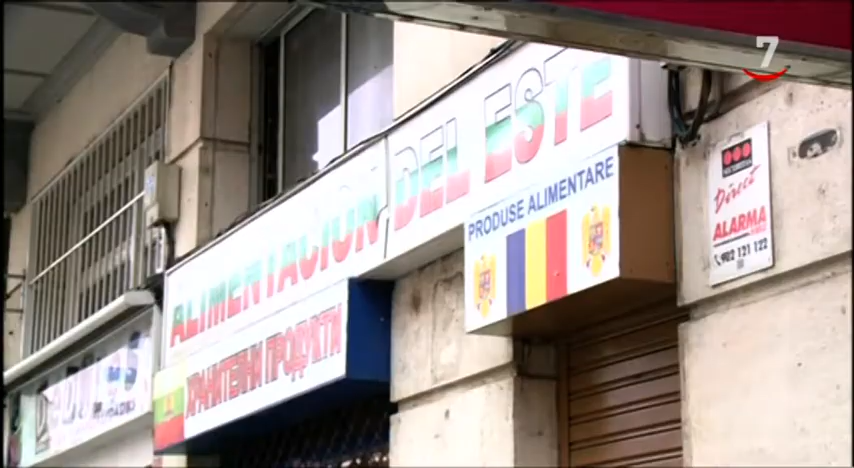 7
ALIMENTACION DEL ESTE
PRODUSE ALIMENTARE
ХРАНИТЕЛНИ ПРОДУКТИ
Direct
ALARMA
902 121 122